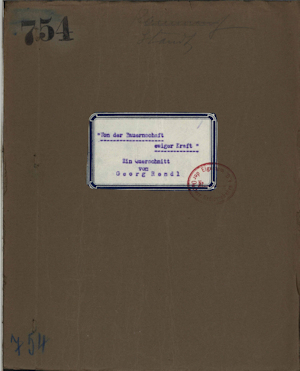 754
"Von der Bauernschaft
ewiger Kraft"
Ein Querschnitt
von
Georg Rendl
754